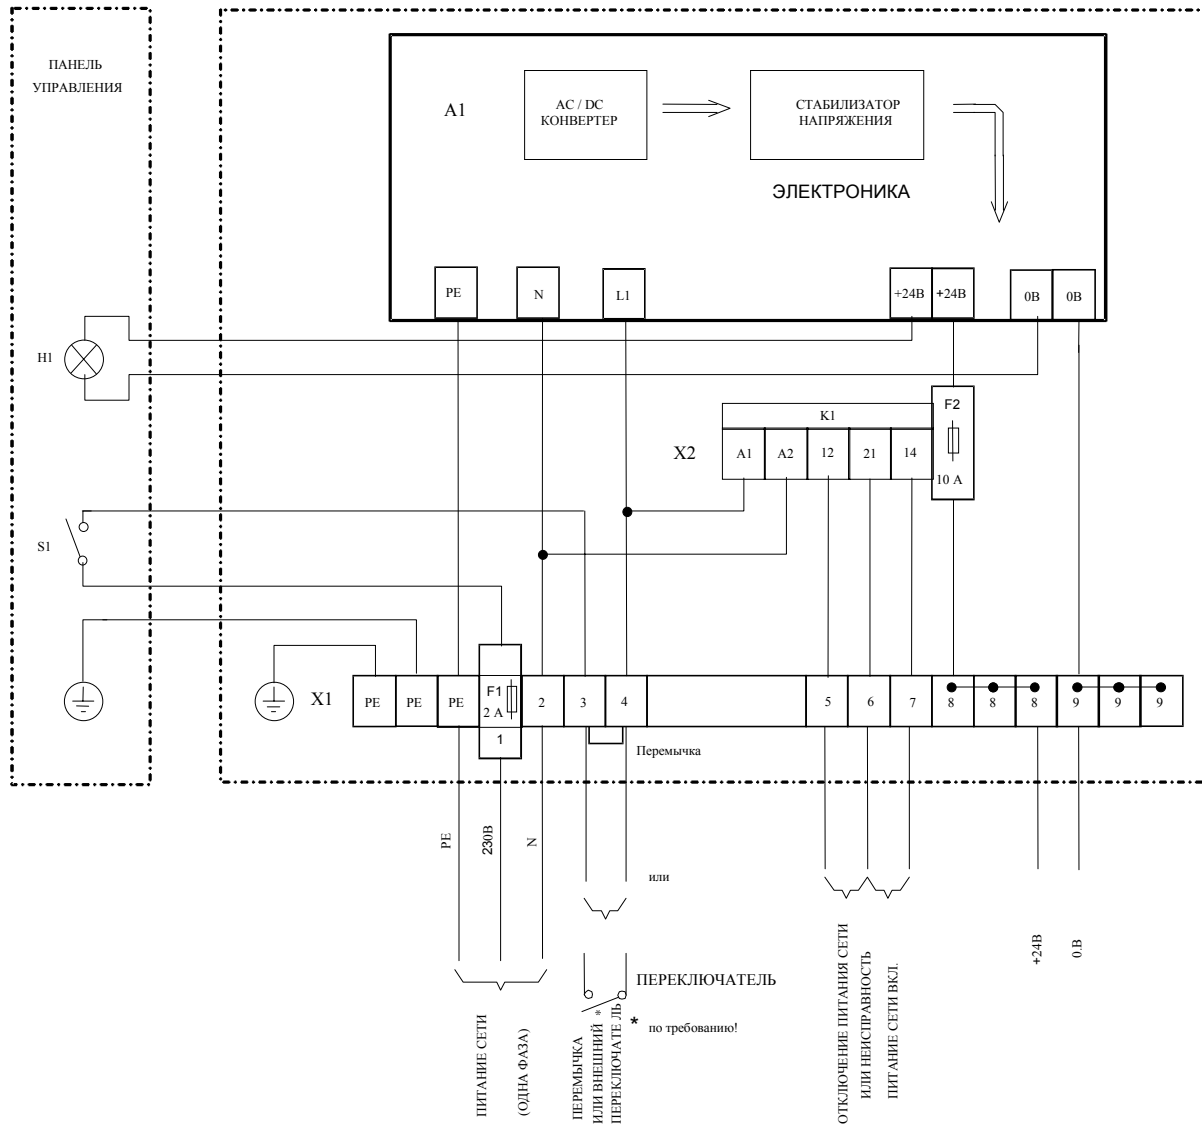 ПАНЕЛЬ
УПРАВЛЕНИЯ
A1
AC / DC
КОНВЕРТЕР
СТАБИЛИЗАТОР
НАПРЯЖЕНИЯ
ЭЛЕКТРОНИКА
PE
N
L1
+24В
+24В
0В
0В
H1
K1
F2
X2
A1
A2
12
21
14
10 A
S1
X1
PE
PE
PE
F1
2 A
1
2
3
4
5
6
7
8
8
8
9
9
9
Перемычка
PE
230В
N
или
+24В
0.В
ПЕРЕКЛЮЧАТЕЛЬ
* по требованию!
ПИТАНИЕ СЕТИ
(ОДНА ФАЗА)
ПЕРЕМЫЧКА
ИЛИ ВНЕШНИЙ *
ПЕРЕКЛЮЧАТЕ ЛЬ
ОТКЛЮЧЕНИЕ ПИТАНИЯ СЕТИ
ИЛИ НЕИСПРАВНОСТЬ
ПИТАНИЕ СЕТИ ВКЛ.